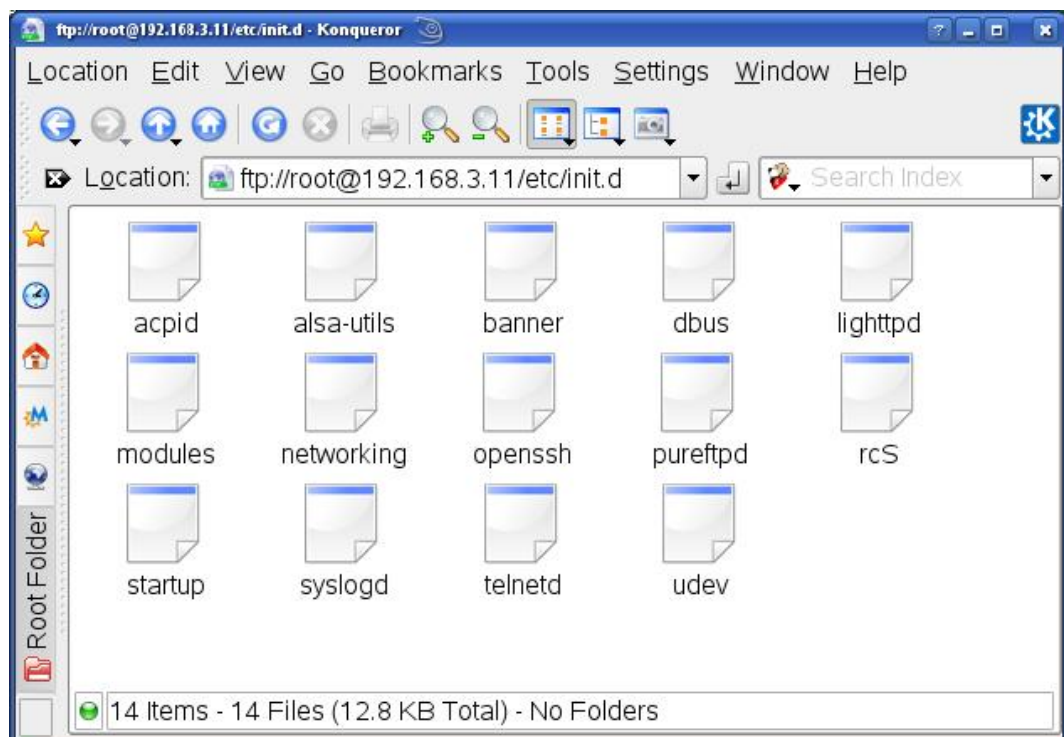 ftp://root@192.168.3.11/etc/init.d - Konqueror
Location Edit View Go Bookmarks Tools Settings Window Help
Location: ftp://root@192.168.3.11/etc/init.d Search Index
acpid alsa-utils banner dbus lighttpd
modules networking openssh pureftpd rcS
startup syslogd telnetd udev
Root Folder
14 Items - 14 Files (12.8 KB Total) - No Folders